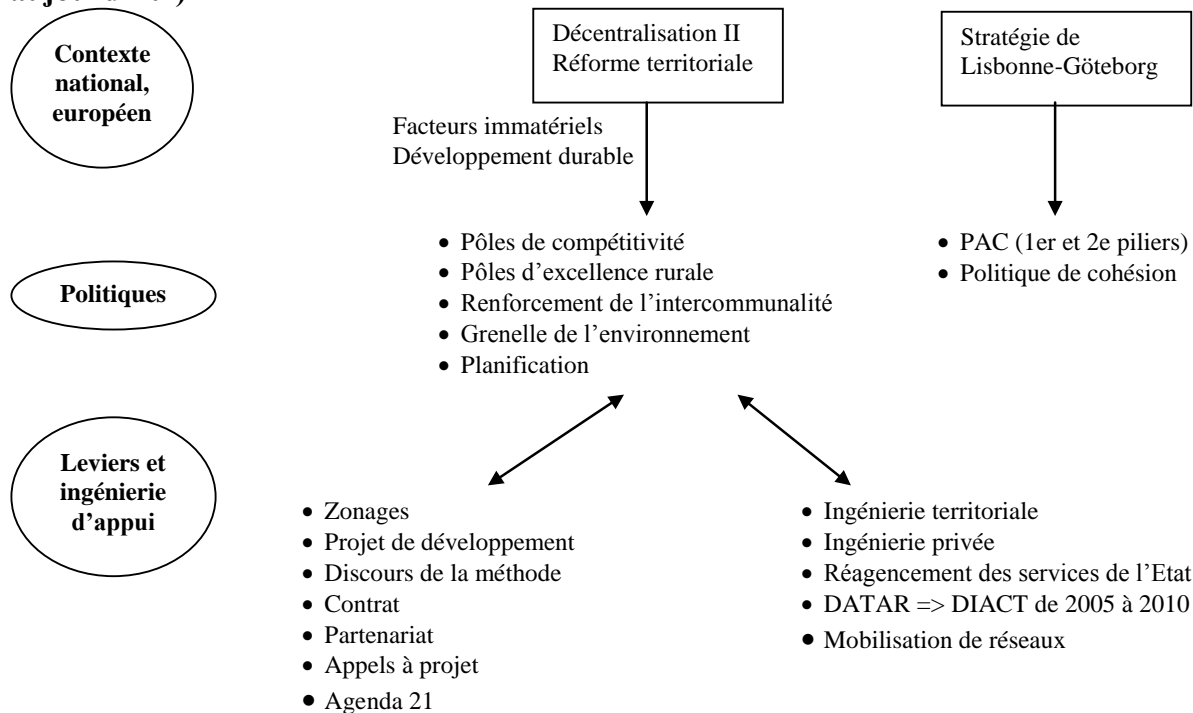 Contexte
national,
européen
Décentralisation II
Réforme territoriale
Stratégie de
Lisbonne-Göteborg
Facteurs immatériels
Développement durable
Politiques
• Pôles de compétitivité
• Pôles d’excellence rurale
• Renforcement de l’intercommunalité
• Grenelle de l’environnement
• Planification
• PAC (1er et 2e piliers)
• Politique de cohésion
Leviers et
ingénierie
d’appui
• Zonages
• Projet de développement
• Discours de la méthode
• Contrat
• Partenariat
• Appels à projet
• Agenda 21
• Ingénierie territoriale
• Ingénierie privée
• Réagencement des services de l’Etat
• DATAR => DIACT de 2005 à 2010
• Mobilisation de réseaux